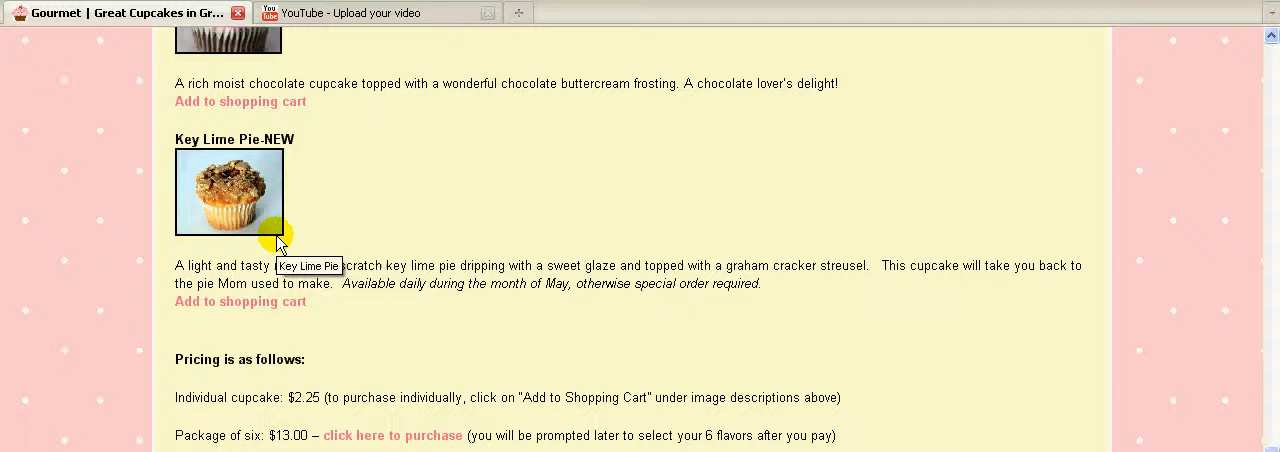 Gourmet | Great Cupcakes in Gr...
You Tube YouTube - Upload your video
A rich moist chocolate cupcake topped with a wonderful chocolate buttercream frosting. A chocolate lover's delight!
Add to shopping cart
Key Lime Pie-NEW
Key Lime Pie
A light and tasty scratch key lime pie dripping with a sweet glaze and topped with a graham cracker streusel. This cupcake will take you back to
the pie Mom used to make. Available daily during the month of May, otherwise special order required.
Add to shopping cart
Pricing is as follows:
Individual cupcake: $2.25 (to purchase individually, click on "Add to Shopping Cart" under image descriptions above)
Package of six: $13.00 – click here to purchase (you will be prompted later to select your 6 flavors after you pay)